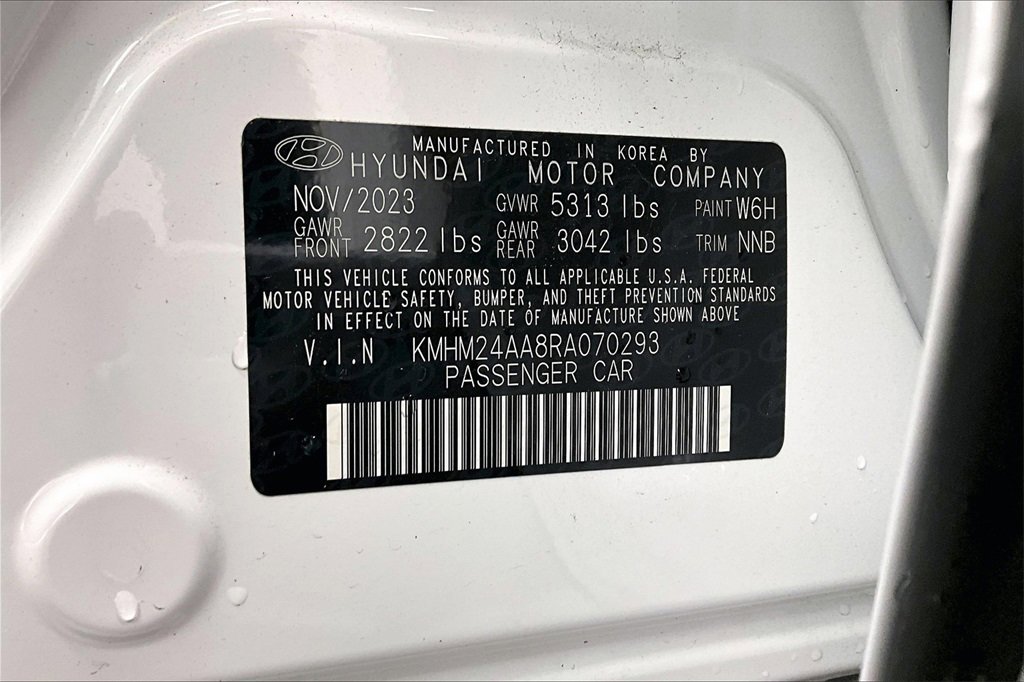 MANUFACTURED IN KOREA BY
HYUNDAI MOTOR COMPANY
NOV/2023 GVWR 5313 lbs PAINT W6H
GAWR FRONT 2822 lbs GAWR REAR 3042 lbs TRIM NNB
THIS VEHICLE CONFORMS TO ALL APPLICABLE U.S.A. FEDERAL
MOTOR VEHICLE SAFETY, BUMPER, AND THEFT PREVENTION STANDARDS
IN EFFECT ON THE DATE OF MANUFACTURE SHOWN ABOVE
V.I.N KMHM24AA8RA070293
PASSENGER CAR